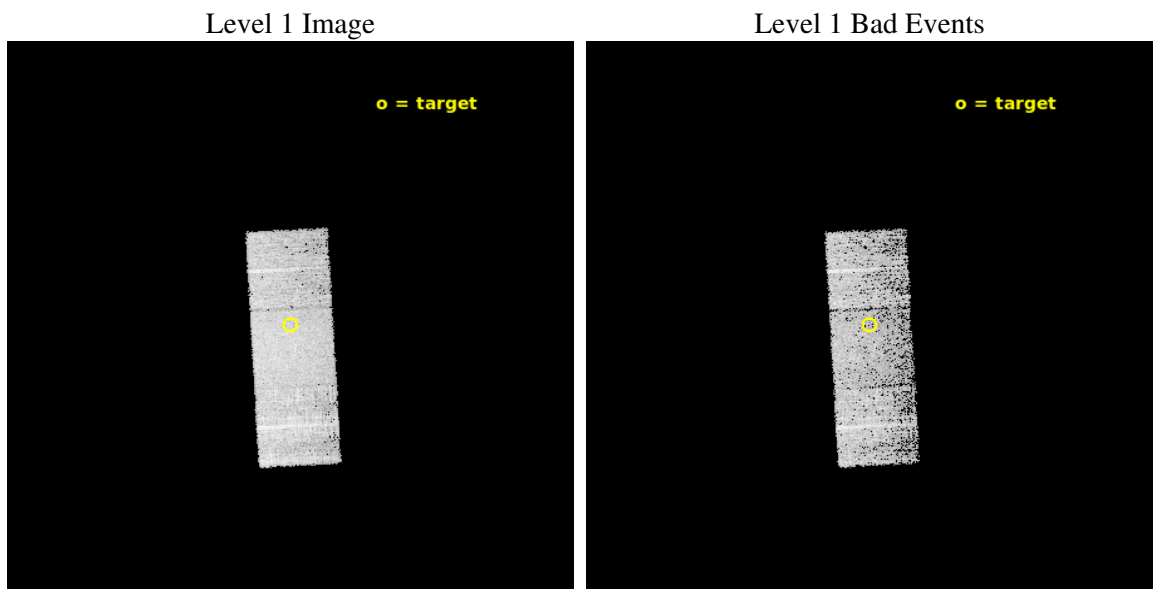 Level 1 Image
Level 1 Bad Events
o = target
o = target